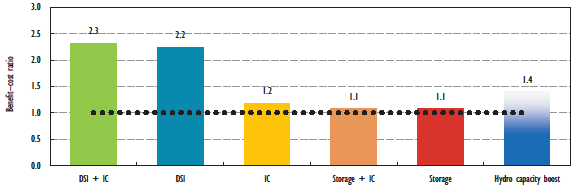 3.0
2.5
2.0
1.5
1.0
0.5
0.0
Benefit–cost ratio
2.3
2.2
1.2
1.1
1.1
1.4
DSI + IC
DSI
IC
Storage + IC
Storage
Hydro capacity boost